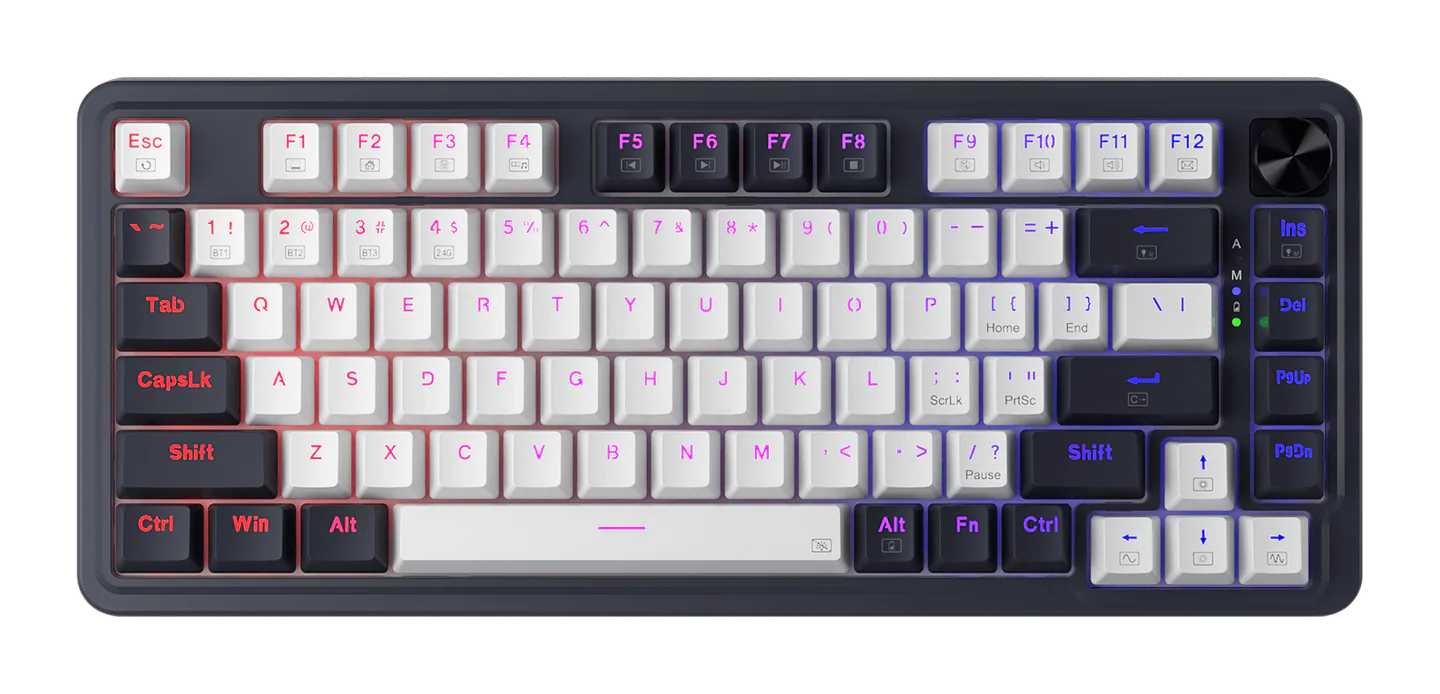 Esc F1 F2 F3 F4 F5 F6 F7 F8 F9 F10 F11 F12
` ~ 1 ! 2 @ 3 # 4 $ 5 % 6 ^ 7 & 8 * 9 ( 0 ) - _ = + ← Ins
BT1 BT2 BT3 2.4G
A
Tab Q W E R T Y U I O P [ { ] } \ | Del
Home End
M
CapsLk A S D F G H J K L ; : ' " PgUp
ScrLk PrtSc
Shift Z X C V B N M , < . > / ? Shift ↑ PgDn
Pause
Ctrl Win Alt Alt Fn Ctrl ← ↓ →